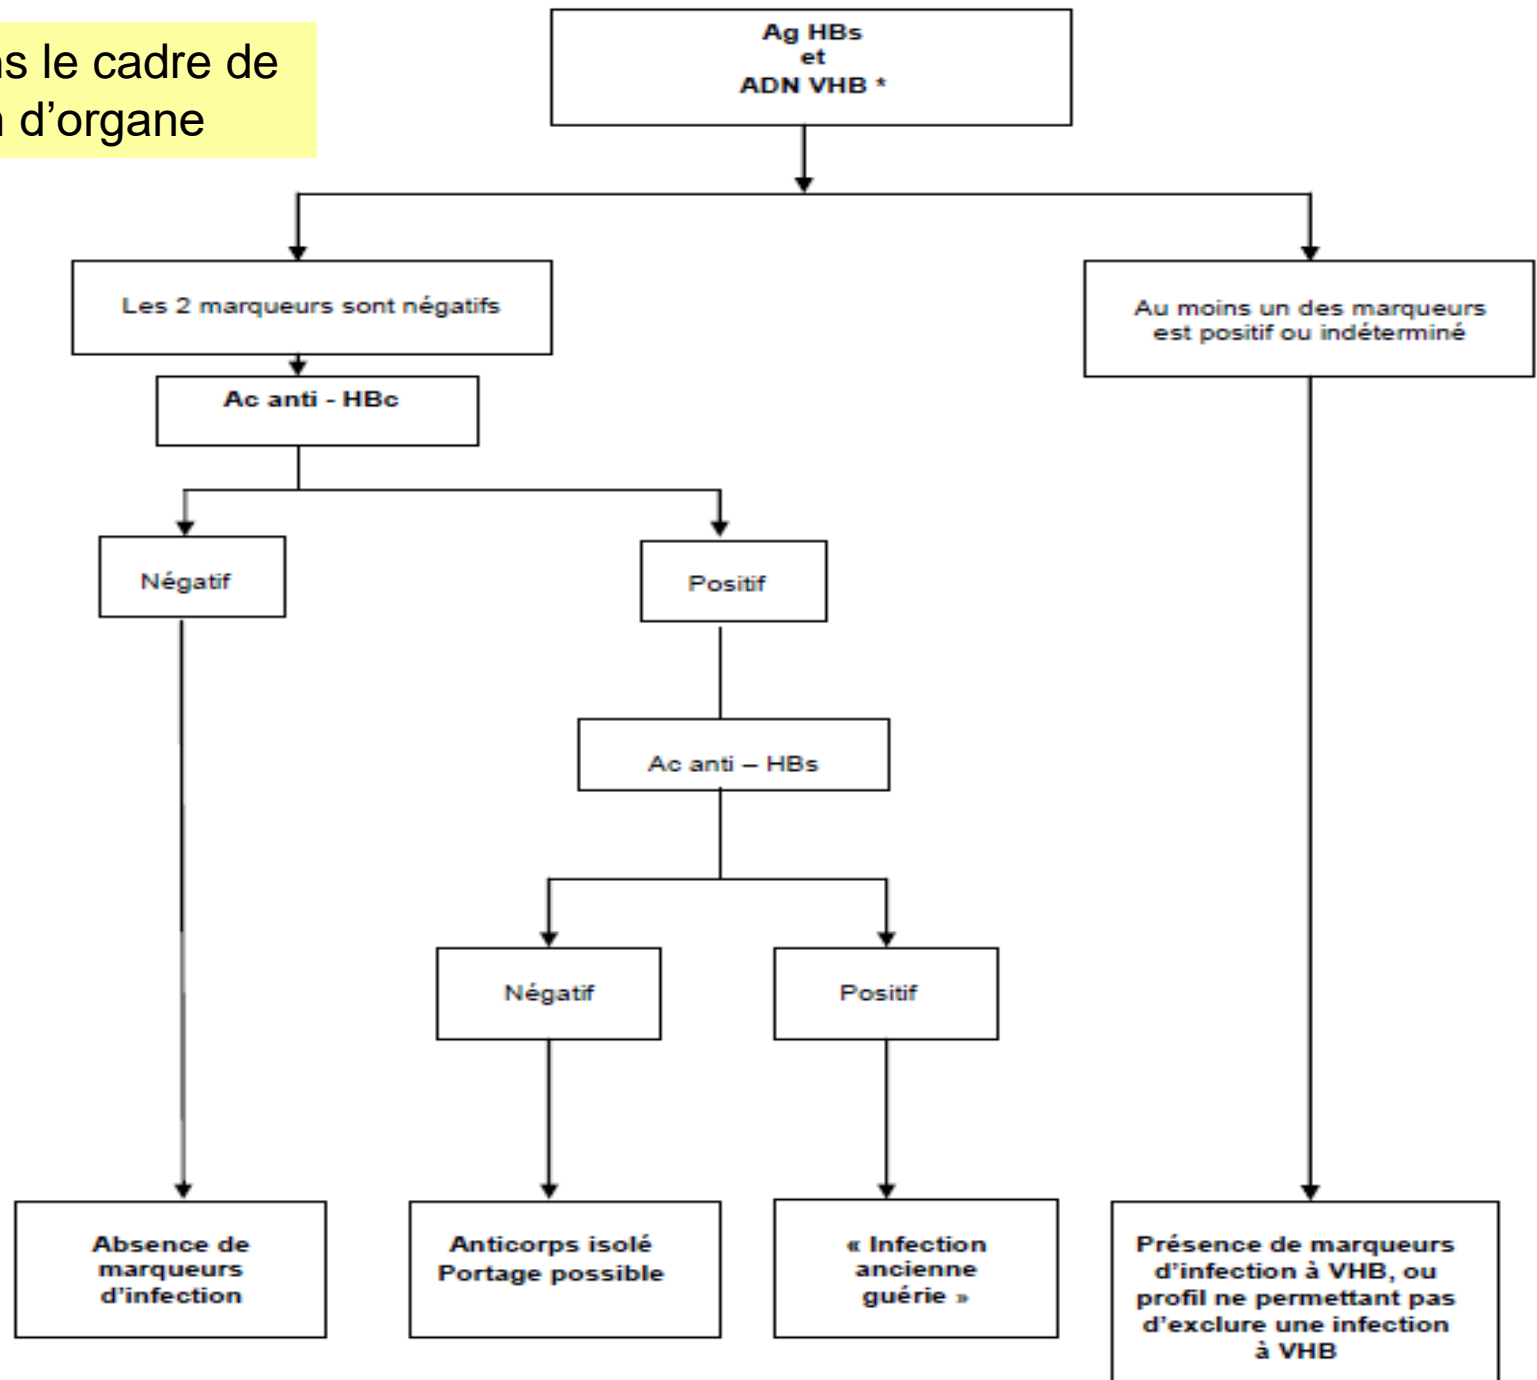 ns le cadre de
n d’organe
Ag HBs
et
ADN VHB *
Les 2 marqueurs sont négatifs
Au moins un des marqueurs
est positif ou indéterminé
Ac anti - HBc
Négatif
Positif
Ac anti – HBs
Négatif
Positif
Absence de
marqueurs
d’infection
Anticorps isolé
Portage possible
« Infection
ancienne
guérie »
Présence de marqueurs
d’infection à VHB, ou
profil ne permettant pas
d’exclure une infection
à VHB